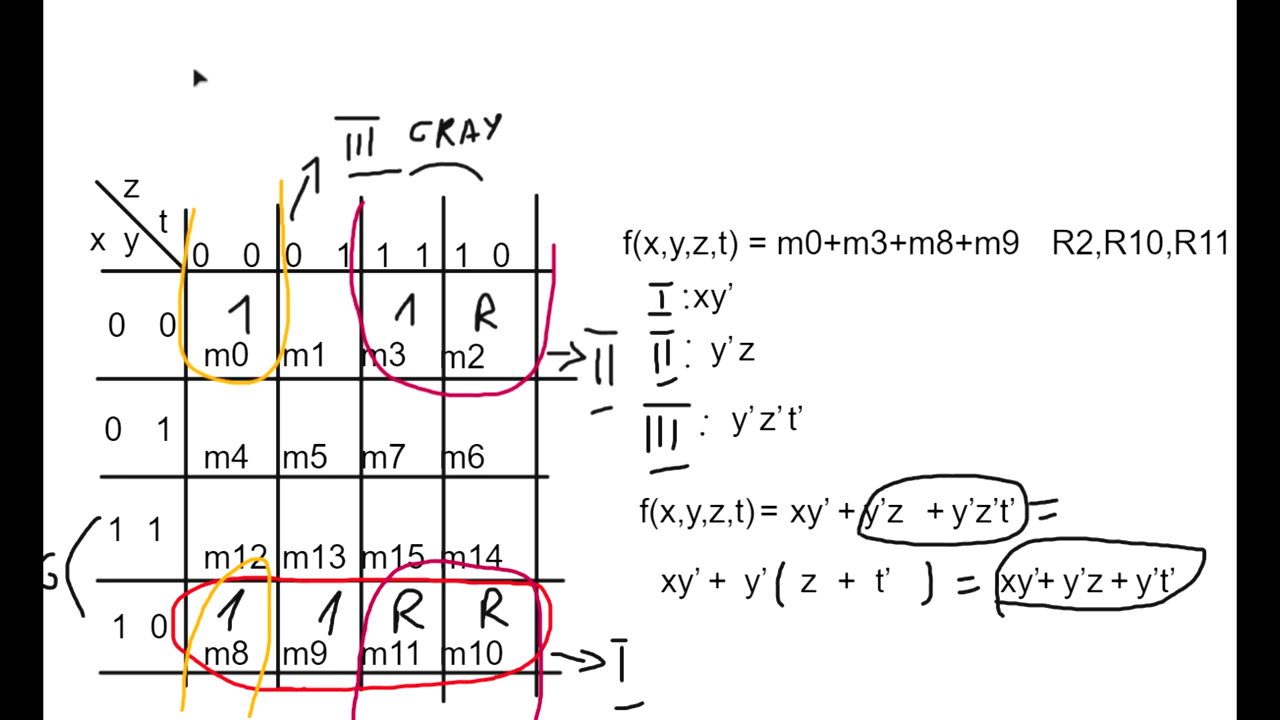 III GRAY
z
t
x y
0 0 0 1 1 1 1 0
0 0 1 1 R
m0 m1 m3 m2
II
0 1
m4 m5 m7 m6
1 1
m12 m13 m15 m14
G
1 0 1 1 R R
m8 m9 m11 m10
I
f(x,y,z,t) = m0+m3+m8+m9 R2,R10,R11
I :xy’
II : y’z
III : y’z’t’
f(x,y,z,t) = xy’ + y’z + y’z’t’ =
xy’ + y’ ( z + t’ ) = xy’+ y’z + y’t’